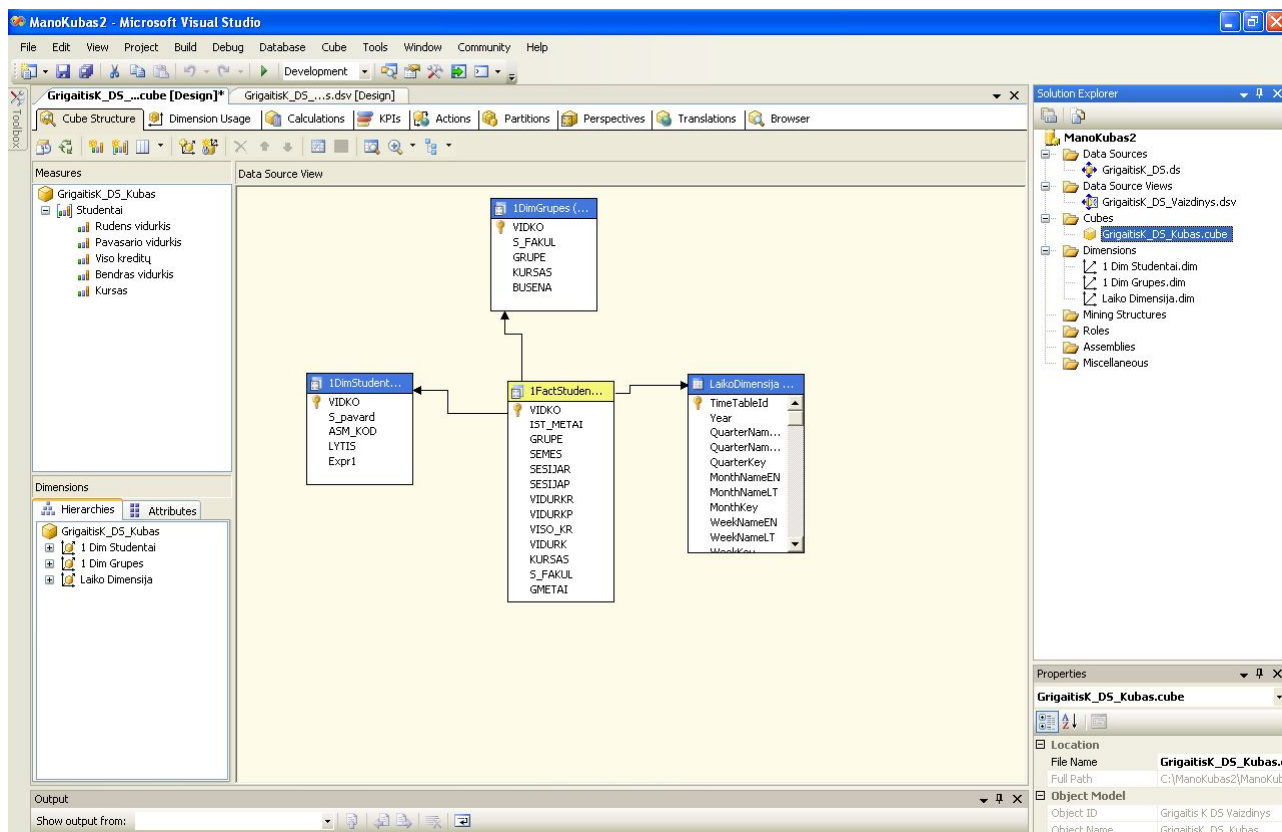 ManoKubas2 - Microsoft Visual Studio
File Edit View Project Build Debug Database Cube Tools Window Community Help
Development
GrigaitisK_DS_...cube [Design]* GrigaitisK_DS_...s.dsv [Design]
Cube Structure Dimension Usage Calculations KPIs Actions Partitions Perspectives Translations Browser
Toolbox
Measures
GrigaitisK_DS_Kubas
Studentai
Rudens vidurkis
Pavasario vidurkis
Viso kreditų
Bendras vidurkis
Kursas
Dimensions
Hierarchies Attributes
GrigaitisK_DS_Kubas
1 Dim Studentai
1 Dim Grupes
Laiko Dimensija
Data Source View
1DimGrupes (...
VIDKO
S_FAKUL
GRUPE
KURSAS
BUSENA
1DimStudent...
VIDKO
S_pavard
ASM_KOD
LYTIS
Expr1
1FactStuden...
VIDKO
IST_METAI
GRUPE
SEMES
SESIJAR
SESIJAP
VIDURKR
VIDURKP
VISO_KR
VIDURK
KURSAS
S_FAKUL
GMETAI
LaikoDimensija ...
TimeTableId
Year
QuarterNam...
QuarterNam...
QuarterKey
MonthNameEN
MonthNameLT
MonthKey
WeekNameEN
WeekNameLT
WeekKey
Solution Explorer
ManoKubas2
Data Sources
GrigaitisK_DS.ds
Data Source Views
GrigaitisK_DS_Vaizdinys.dsv
Cubes
GrigaitisK_DS_Kubas.cube
Dimensions
1 Dim Studentai.dim
1 Dim Grupes.dim
Laiko Dimensija.dim
Mining Structures
Roles
Assemblies
Miscellaneous
Properties
GrigaitisK_DS_Kubas.cube
Location
File Name GrigaitisK_DS_Kubas.
Full Path C:\ManoKubas2\ManoKub
Object Model
Object ID Grigaitis K DS Vaizdinys
Object Name GrigaitisK_DS_Kubas
Output
Show output from: